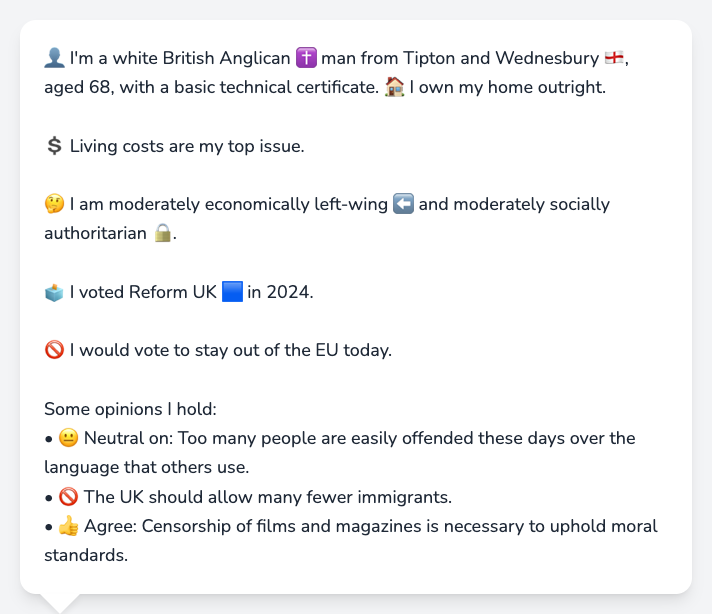 👤 I'm a white British Anglican ✝️ man from Tipton and Wednesbury 🏴󠁧󠁢󠁥󠁮󠁧󠁿,
aged 68, with a basic technical certificate. 🏠 I own my home outright.
💲 Living costs are my top issue.
🤔 I am moderately economically left-wing ⬅️ and moderately socially
authoritarian 🔒.
🗳️ I voted Reform UK 🟦 in 2024.
🚫 I would vote to stay out of the EU today.
Some opinions I hold:
• 😐 Neutral on: Too many people are easily offended these days over the
language that others use.
• 🚫 The UK should allow many fewer immigrants.
• 👍 Agree: Censorship of films and magazines is necessary to uphold moral
standards.